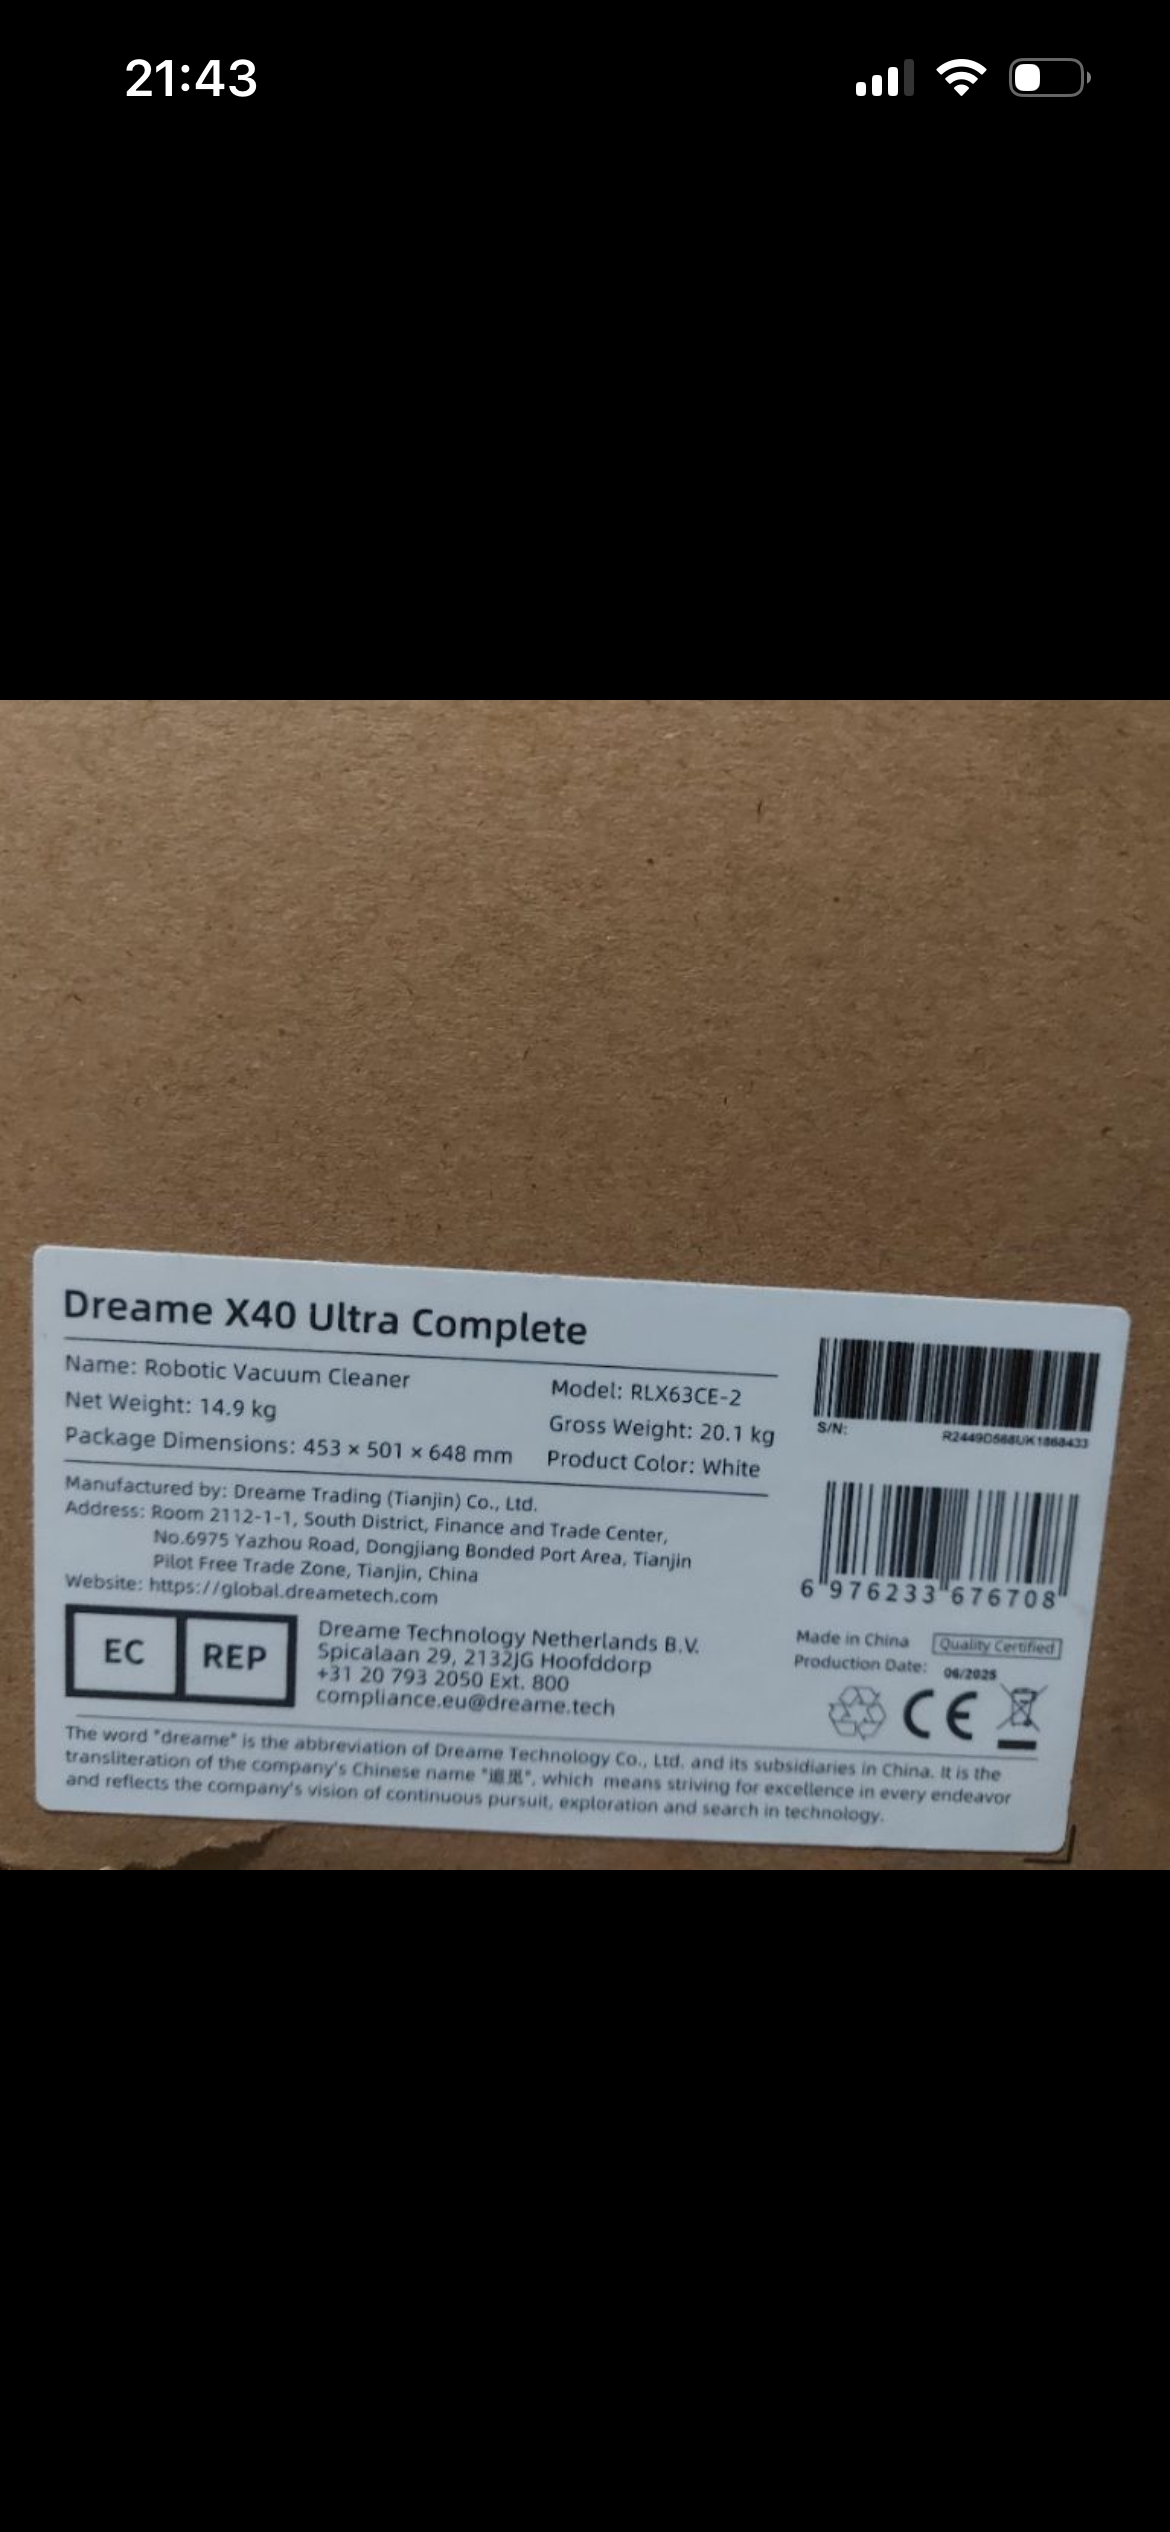 21:43
Dreame X40 Ultra Complete
Name: Robotic Vacuum Cleaner
Model: RLX63CE-2
Net Weight: 14.9 kg
Gross Weight: 20.1 kg
Package Dimensions: 453 × 501 × 648 mm
Product Color: White
Manufactured by: Dreame Trading (Tianjin) Co., Ltd.
Address: Room 2112-1-1, South District, Finance and Trade Center,
No.6975 Yazhou Road, Dongjiang Bonded Port Area, Tianjin
Pilot Free Trade Zone, Tianjin, China
Website: https://global.dreametech.com
EC REP
Dreame Technology Netherlands B.V.
Spicalaan 29, 2132JG Hoofddorp
+31 20 793 2050 Ext. 800
compliance.eu@dreame.tech
S/N:
6 976233 676708
Made in China Quality Certified
Production Date: 06/2025
CE
The word "dreame" is the abbreviation of Dreame Technology Co., Ltd. and its subsidiaries in China. It is the
transliteration of the company's Chinese name "追觅", which means striving for excellence in every endeavor
and reflects the company's vision of continuous pursuit, exploration and search in technology.